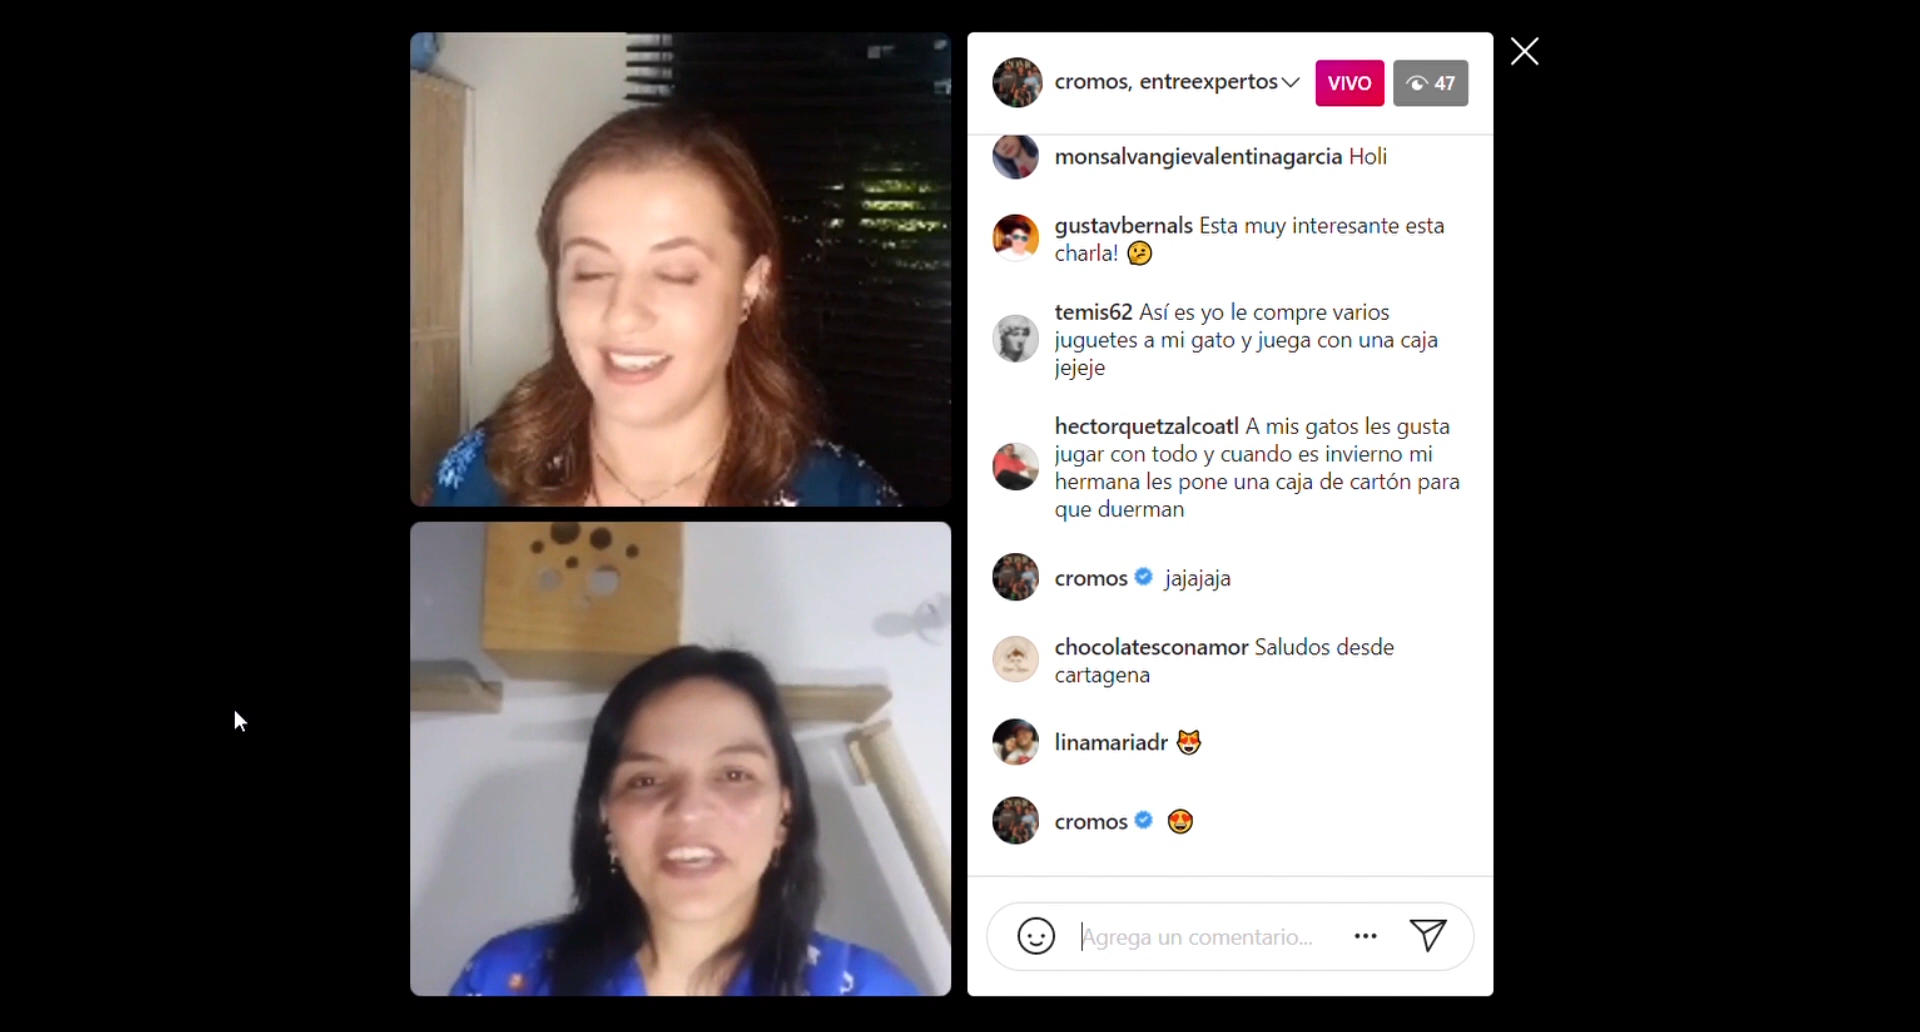 cromos, entreexpertos
VIVO
47
monsalvangievalentinagarcia Holi
gustavbernals Esta muy interesante esta
charla! 🤔
temis62 Así es yo le compre varios
juguetes a mi gato y juega con una caja
jejeje
hectorquetzalcoatl A mis gatos les gusta
jugar con todo y cuando es invierno mi
hermana les pone una caja de cartón para
que duerman
cromos jajajaja
chocolatesconamor Saludos desde
cartagena
linamariadr 😻
cromos 😍
Agrega un comentario...